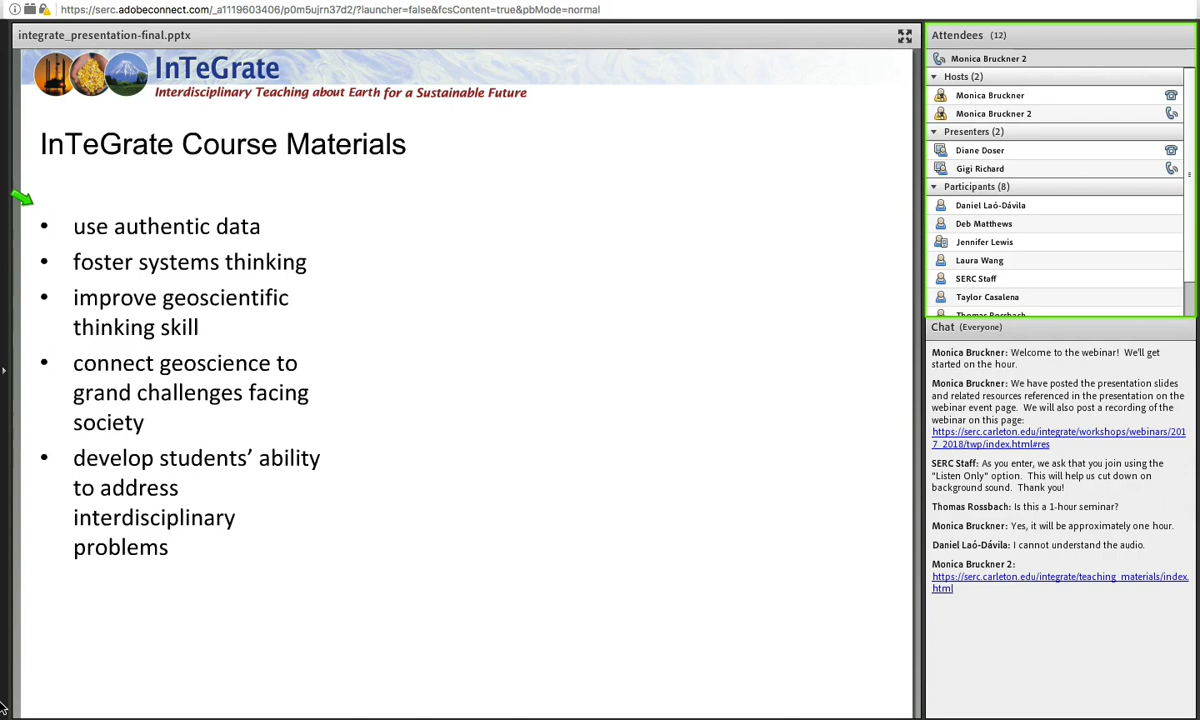 https://serc.adobeconnect.com/_a1119603406/p0m5ujrn37d2/?launcher=false&fcsContent=true&pbMode=normal
integrate_presentation-final.pptx
InTeGrate
Interdisciplinary Teaching about Earth for a Sustainable Future
InTeGrate Course Materials
• use authentic data
• foster systems thinking
• improve geoscientific
thinking skill
• connect geoscience to
grand challenges facing
society
• develop students’ ability
to address
interdisciplinary
problems
Attendees (12)
Monica Bruckner 2
Hosts (2)
Monica Bruckner
Monica Bruckner 2
Presenters (2)
Diane Doser
Gigi Richard
Participants (8)
Daniel Laó-Dávila
Deb Matthews
Jennifer Lewis
Laura Wang
SERC Staff
Taylor Casalena
Thomas Rossbach
Chat (Everyone)
Monica Bruckner: Welcome to the webinar! We'll get
started on the hour.
Monica Bruckner: We have posted the presentation slides
and related resources referenced in the presentation on the
webinar event page. We will also post a recording of the
webinar on this page:
https://serc.carleton.edu/integrate/workshops/webinars/201
7_2018/twp/index.html#res
SERC Staff: As you enter, we ask that you join using the
"Listen Only" option. This will help us cut down on
background sound. Thank you!
Thomas Rossbach: Is this a 1-hour seminar?
Monica Bruckner: Yes, it will be approximately one hour.
Daniel Laó-Dávila: I cannot understand the audio.
Monica Bruckner 2:
https://serc.carleton.edu/integrate/teaching_materials/index.
html